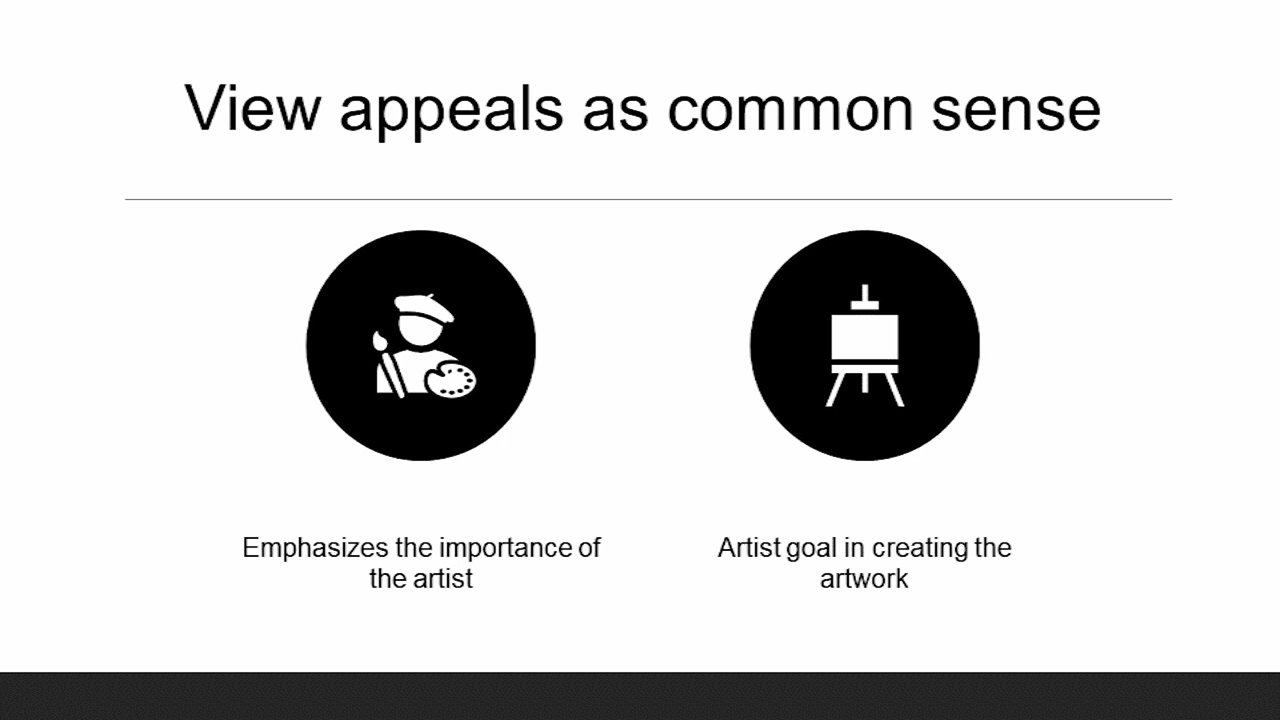 View appeals as common sense
Emphasizes the importance of
the artist
Artist goal in creating the
artwork